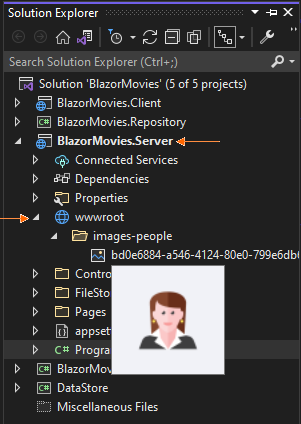 Solution Explorer
Search Solution Explorer (Ctrl+;)
Solution 'BlazorMovies' (5 of 5 projects)
BlazorMovies.Client
C# BlazorMovies.Repository
BlazorMovies.Server
Connected Services
Dependencies
Properties
wwwroot
images-people
bd0e6884-a546-4124-80e0-799e6db
Contro
FileSto
Pages
appsett
C# Progra
C# BlazorMov
C# DataStore
Miscellaneous Files